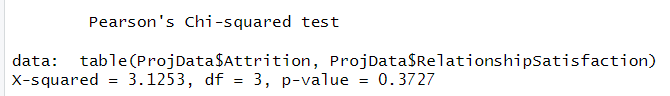 Pearson's Chi-squared test
data:  table(ProjData$Attrition, ProjData$RelationshipSatisfaction)
X-squared = 3.1253, df = 3, p-value = 0.3727